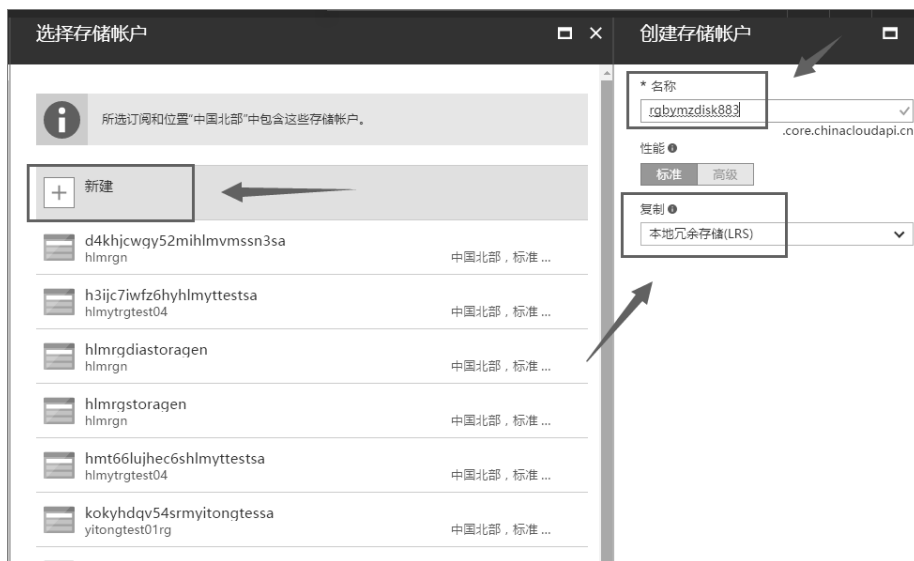 选择存储帐户
所选订阅和位置“中国北部”中包含这些存储帐户。
新建
d4khjcwgy52mihlmvmssn3sa
hlmrgn
中国北部，标准 ...
h3ijc7iwfz6hyhlmyttestsa
hlmytrgtest04
中国北部，标准 ...
hlmrgdiastoragen
hlmrgn
中国北部，标准 ...
hlmrgstoragen
hlmrgn
中国北部，标准 ...
hmt66lujhec6shlmyttestsa
hlmytrgtest04
中国北部，标准 ...
kokyhdqv54srmyitongtessa
yitongtest01rg
中国北部，标准 ...
创建存储帐户
* 名称
rgbymzdisk883
.core.chinacloudapi.cn
性能
标准 高级
复制
本地冗余存储(LRS)